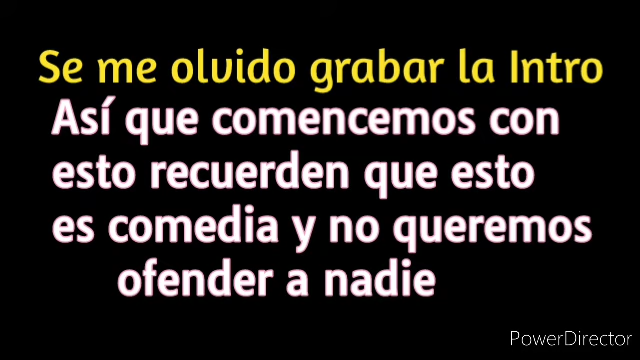 Se me olvido grabar la Intro
Así que comencemos con
esto recuerden que esto
es comedia y no queremos
ofender a nadie
PowerDirector